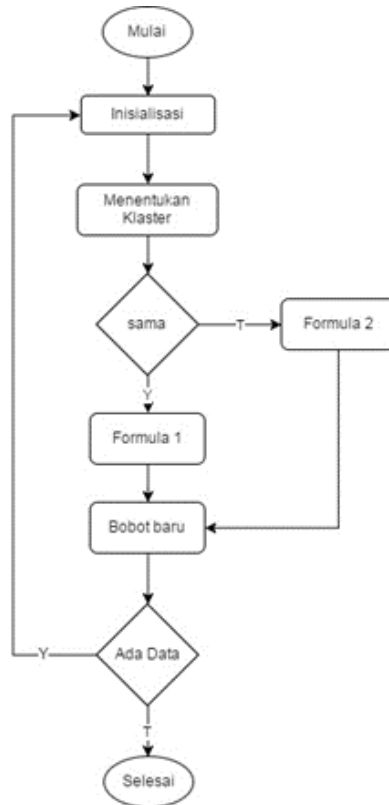 Mulai
Inisialisasi
Menentukan
Klaster
sama
T
Formula 2
Y
Formula 1
Bobot baru
Y
Ada Data
T
Selesai